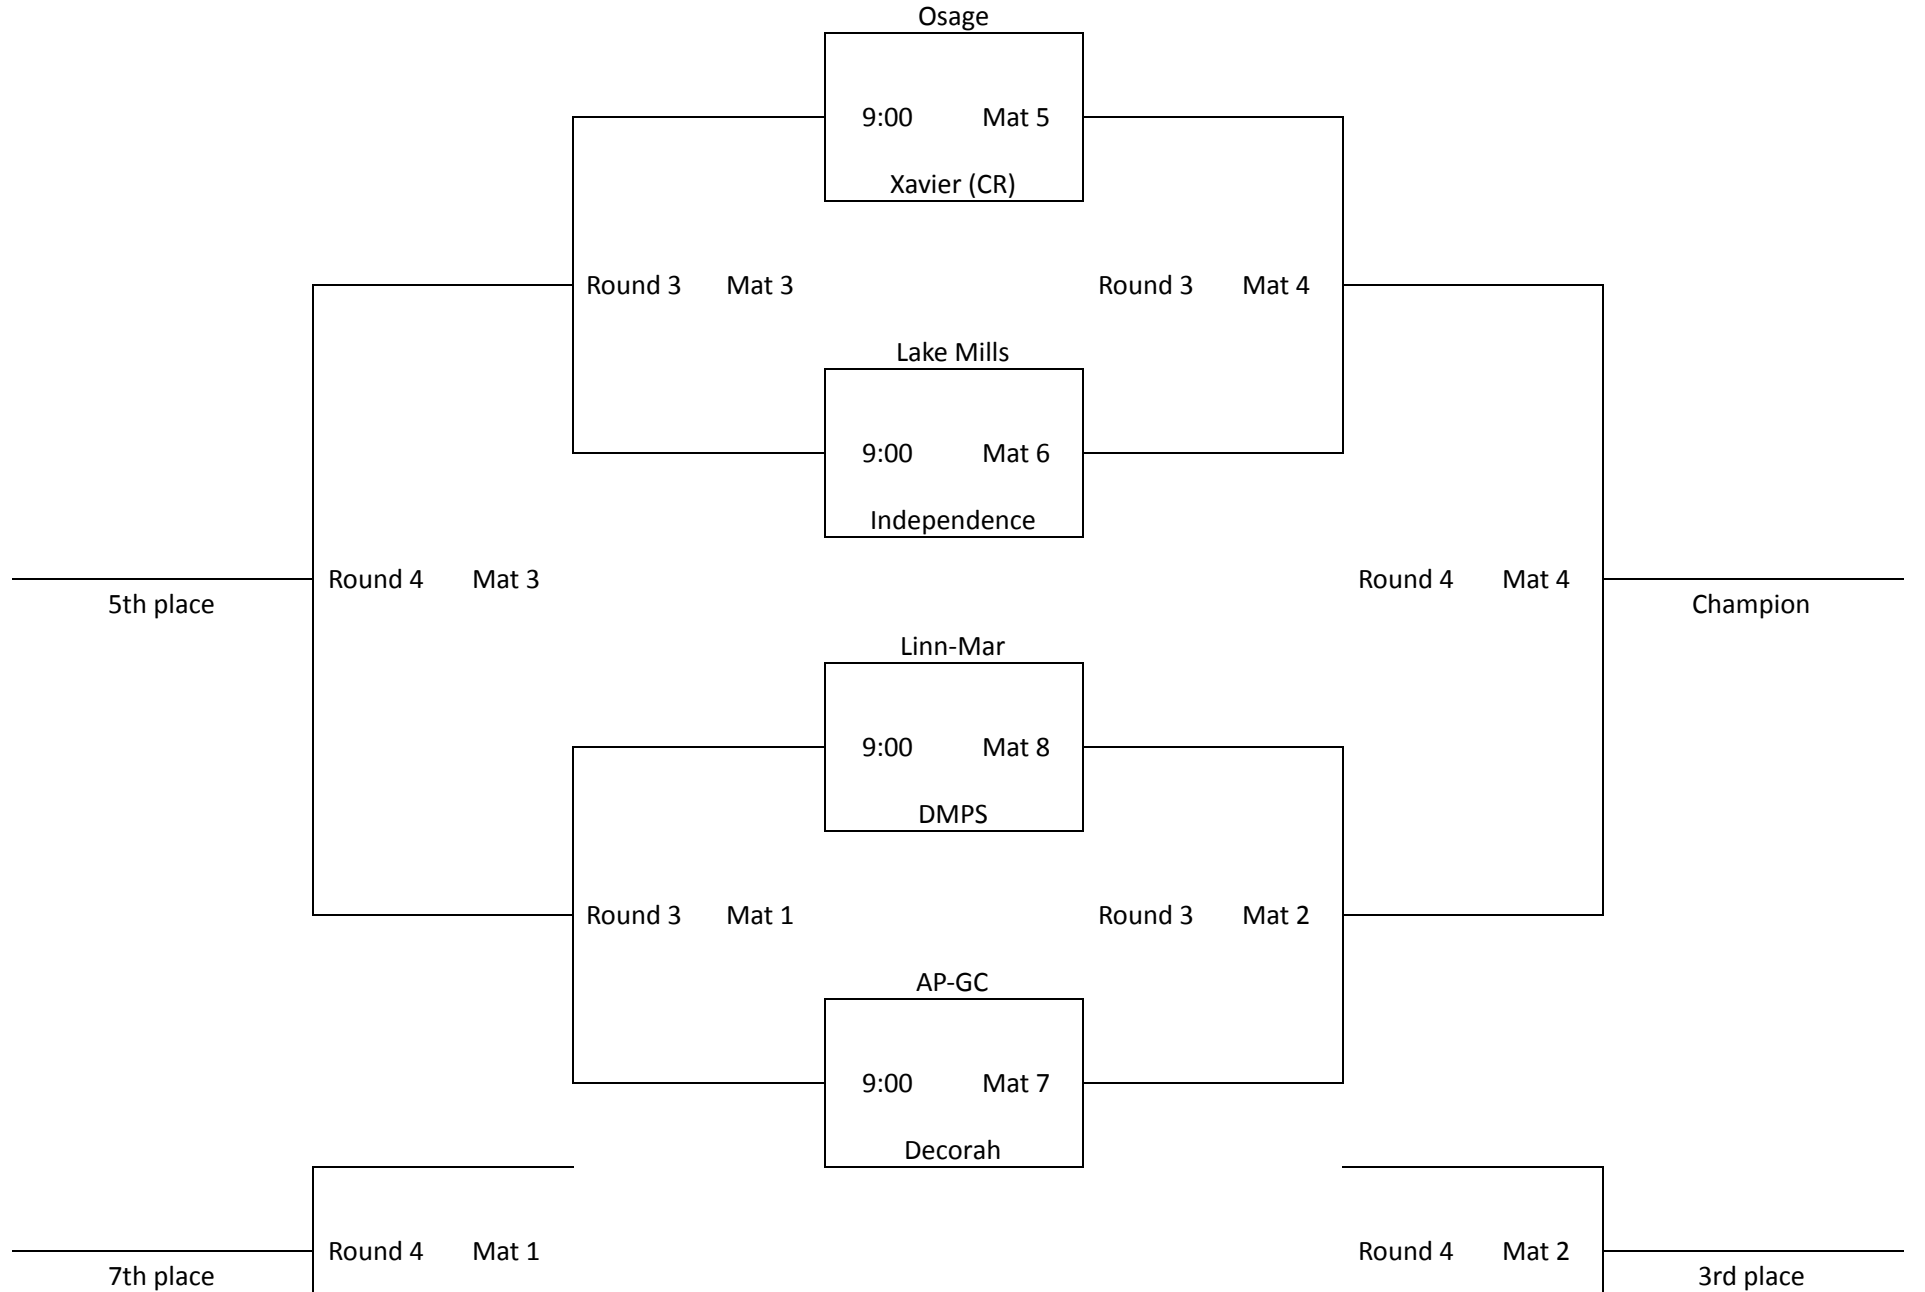 Osage
9:00 Mat 5
Xavier (CR)
Round 3 Mat 3 Round 3 Mat 4
Lake Mills
9:00 Mat 6
Independence
Round 4 Mat 3 Round 4 Mat 4
5th place Champion
Linn-Mar
9:00 Mat 8
DMPS
Round 3 Mat 1 Round 3 Mat 2
AP-GC
9:00 Mat 7
Decorah
Round 4 Mat 1 Round 4 Mat 2
7th place 3rd place